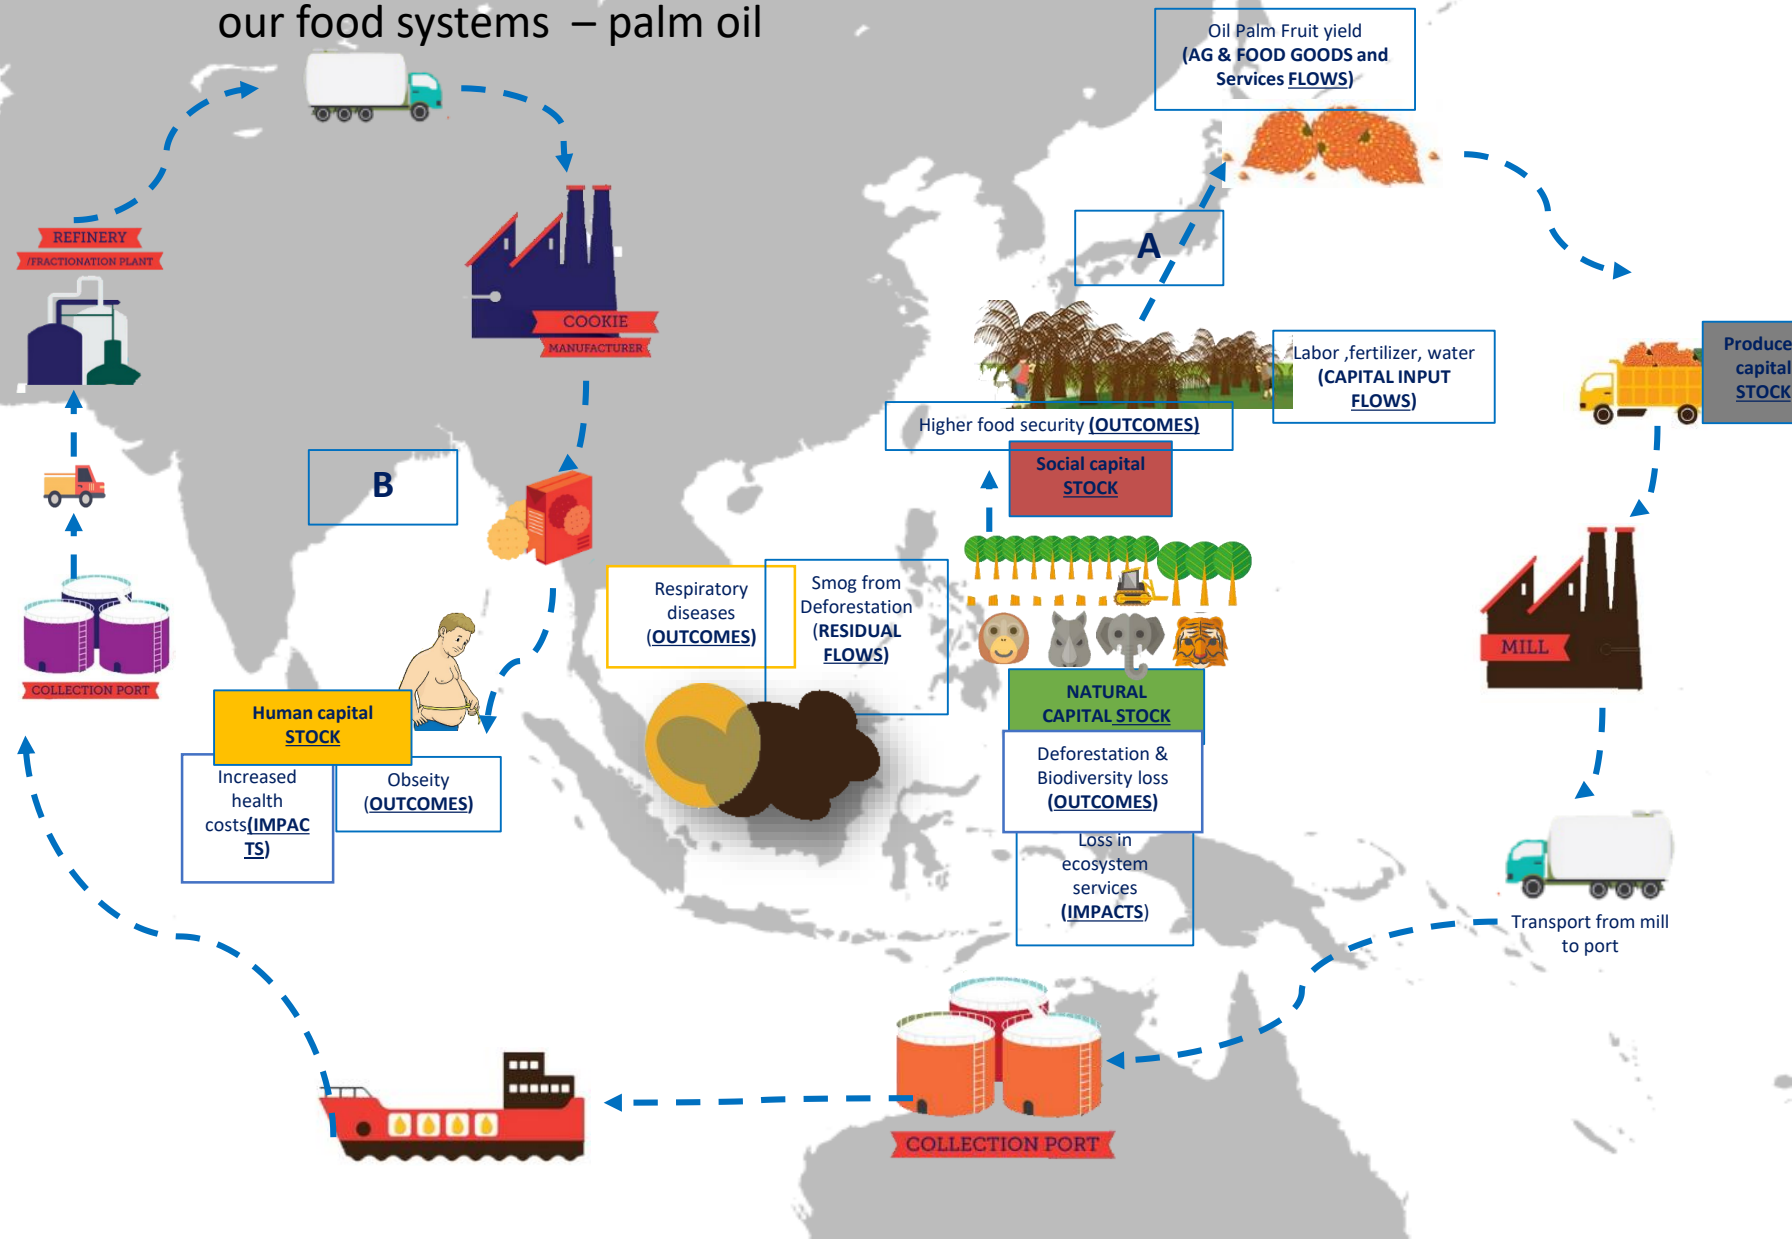 our food systems – palm oil
Oil Palm Fruit yield
(AG & FOOD GOODS and
Services FLOWS)
REFINERY
/FRACTIONATION PLANT
A
COOKIE
MANUFACTURER
Labor ,fertilizer, water
(CAPITAL INPUT
FLOWS)
Produce
capital
STOCK
Higher food security (OUTCOMES)
Social capital
STOCK
B
Respiratory
diseases
(OUTCOMES)
Smog from
Deforestation
(RESIDUAL
FLOWS)
MILL
COLLECTION PORT
NATURAL
CAPITAL STOCK
Human capital
STOCK
Deforestation &
Biodiversity loss
(OUTCOMES)
Increased
health
costs(IMPAC
TS)
Obseity
(OUTCOMES)
Loss in
ecosystem
services
(IMPACTS)
Transport from mill
to port
COLLECTION PORT